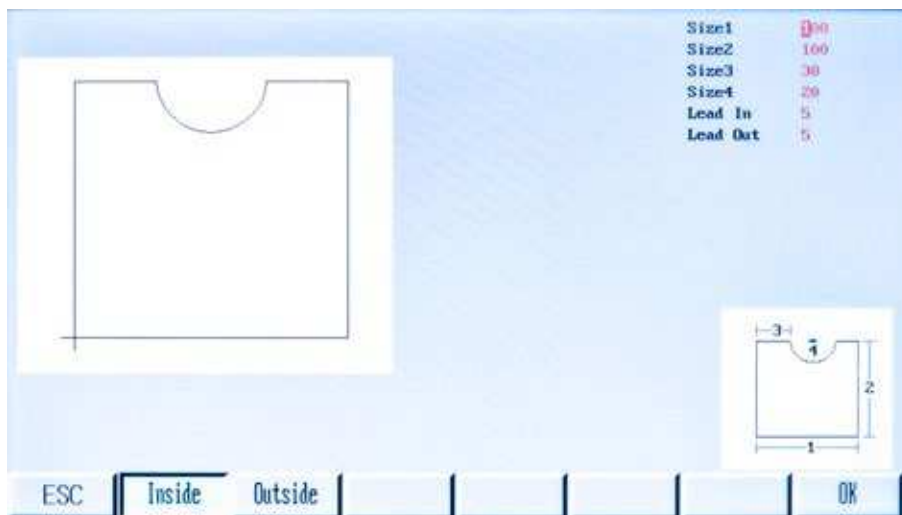 Size1 100
Size2 100
Size3 30
Size4 20
Lead In 5
Lead Out 5
3
4
2
1
ESC Inside Outside OK